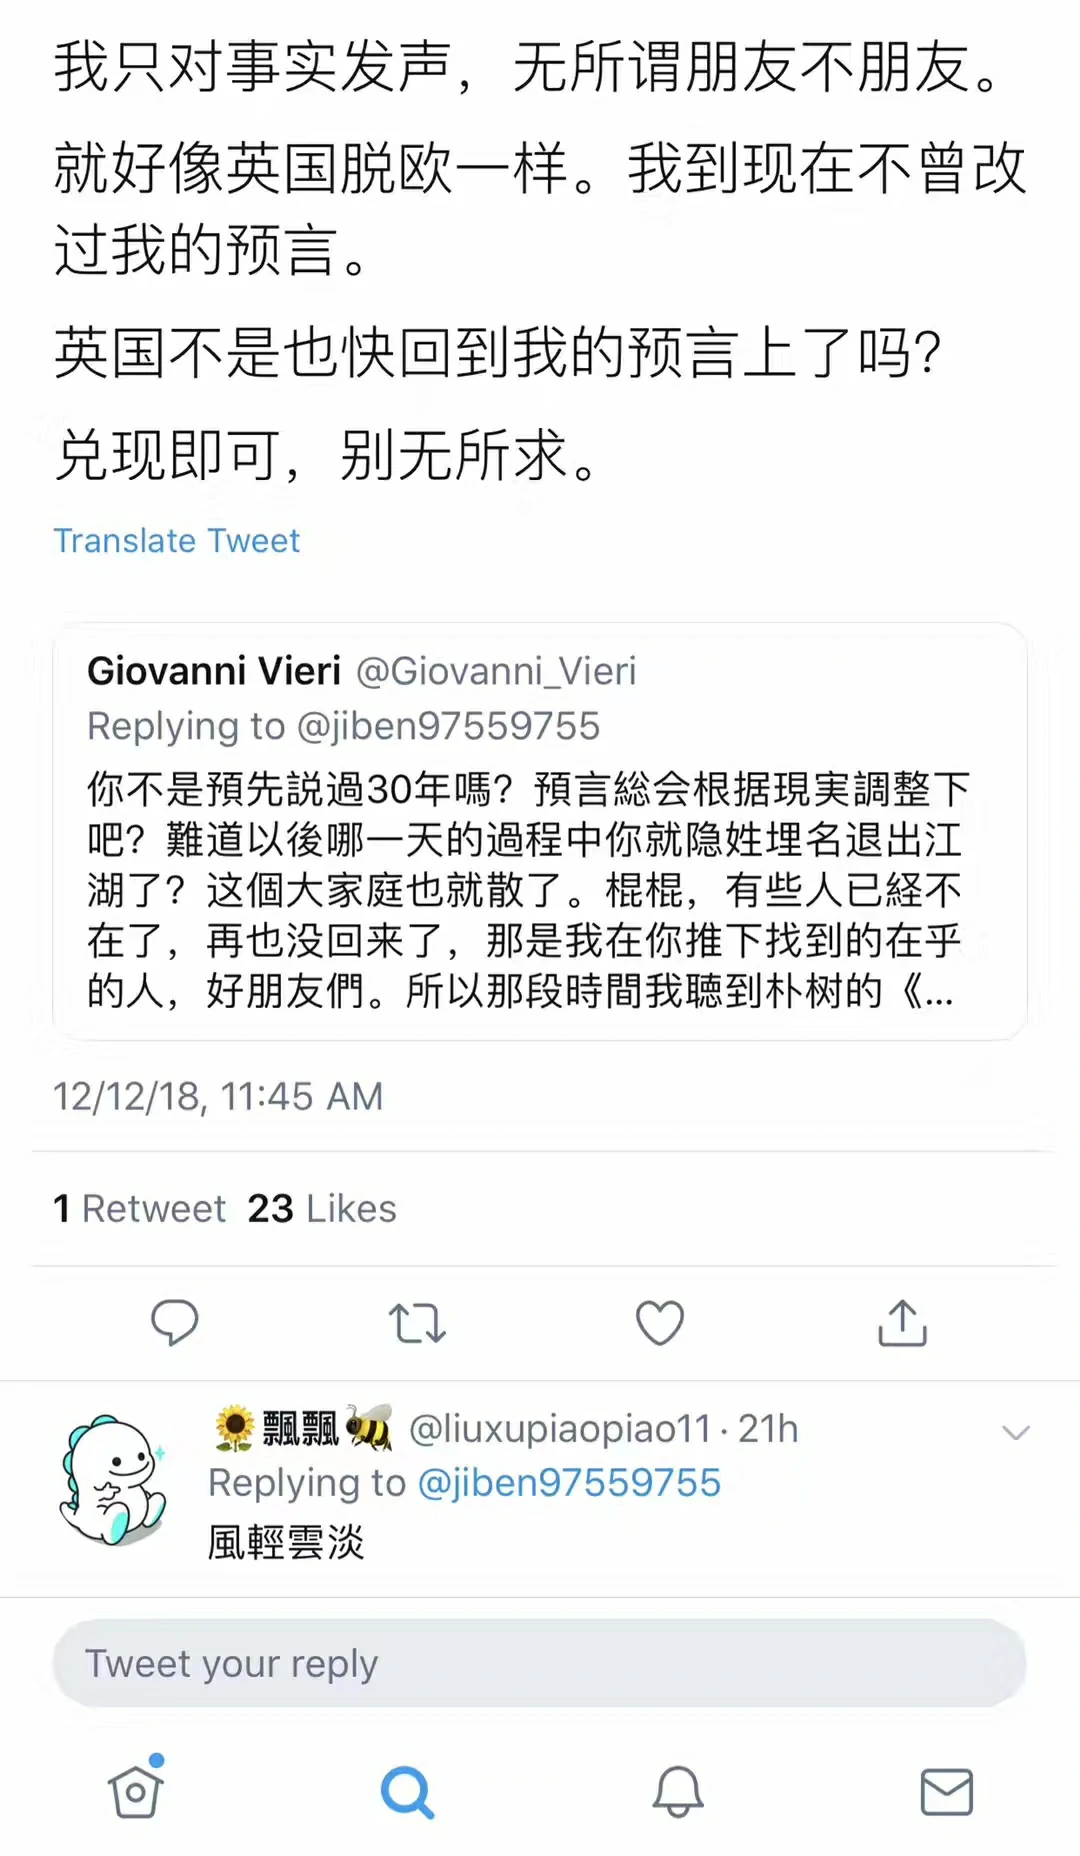 我只对事实发声，无所谓朋友不朋友。
就好像英国脱欧一样。我到现在不曾改
过我的预言。
英国不是也快回到我的预言上了吗？
兑现即可，别无所求。
Translate Tweet
Giovanni Vieri @Giovanni_Vieri
Replying to @jiben97559755
你不是預先説過30年嗎？預言総会根据現実調整下
吧？難道以後哪一天的過程中你就隐姓埋名退出江
湖了？这個大家庭也就散了。棍棍，有些人已経不
在了，再也没回来了，那是我在你推下找到的在乎
的人，好朋友們。所以那段時間我聽到朴树的《...
12/12/18, 11:45 AM
1 Retweet 23 Likes
🌻飄飄🐝 @liuxupiaopiao11 · 21h
Replying to @jiben97559755
風輕雲淡
Tweet your reply